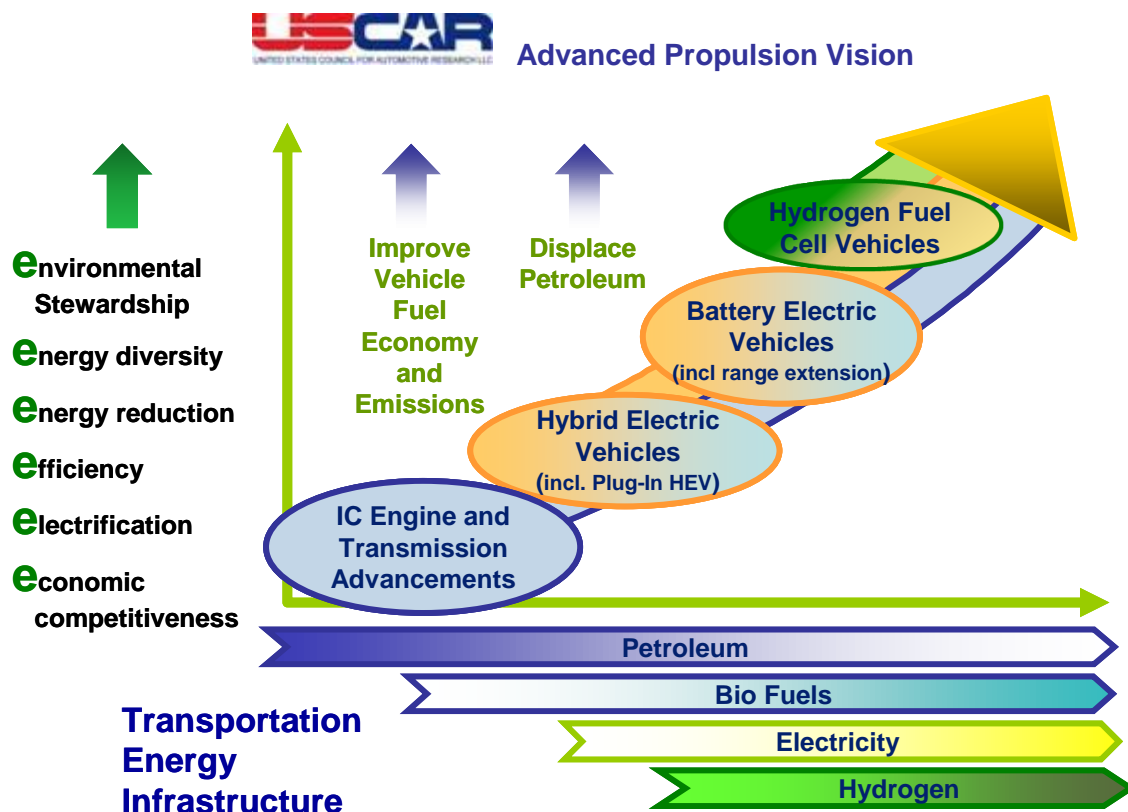 USCAR
UNITED STATES COUNCIL FOR AUTOMOTIVE RESEARCH LLC
Advanced Propulsion Vision
environmental
Stewardship
energy diversity
energy reduction
efficiency
electrification
economic
competitiveness
Improve
Vehicle
Fuel
Economy
and
Emissions
Displace
Petroleum
Hydrogen Fuel
Cell Vehicles
Battery Electric
Vehicles
(incl range extension)
Hybrid Electric
Vehicles
(incl. Plug-In HEV)
IC Engine and
Transmission
Advancements
Petroleum
Bio Fuels
Electricity
Hydrogen
Transportation
Energy
Infrastructure